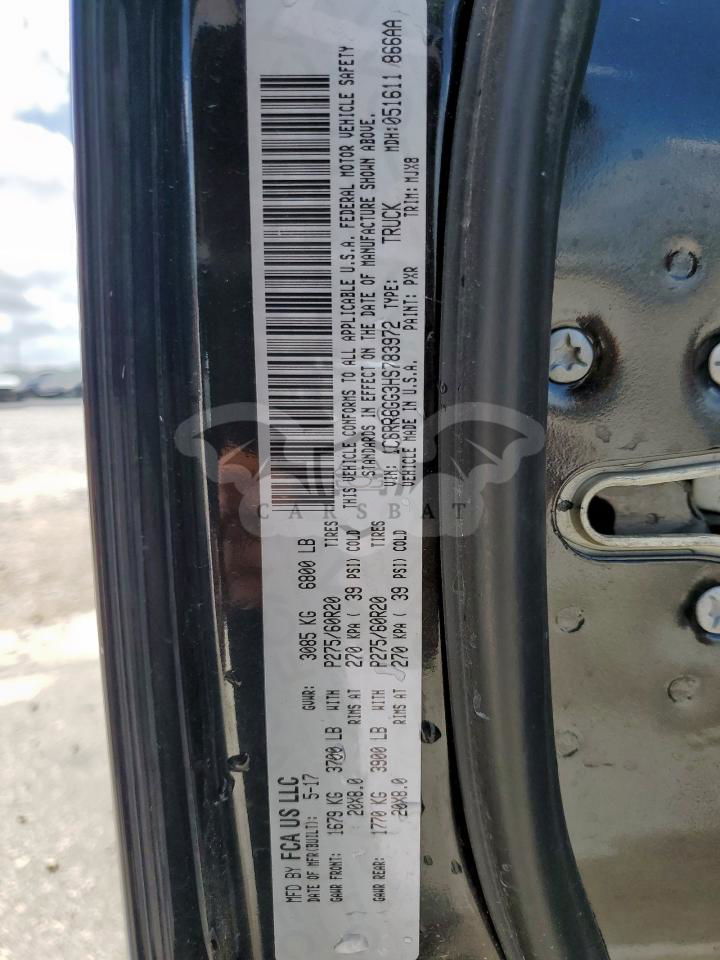 MFD BY FCA US LLC
DATE OF MFR(BUILT): 5-17 GVWR: 3085 KG 6800 LB
GAWR FRONT: 1679 KG 3700 LB WITH P275/60R20 TIRES
20X8.0 RIMS AT 270 KPA ( 39 PSI) COLD
GAWR REAR: 1770 KG 3900 LB WITH P275/60R20 TIRES
20X8.0 RIMS AT 270 KPA ( 39 PSI) COLD
THIS VEHICLE CONFORMS TO ALL APPLICABLE U.S.A. FEDERAL MOTOR VEHICLE SAFETY
STANDARDS IN EFFECT ON THE DATE OF MANUFACTURE SHOWN ABOVE.
VIN: 1C6RR6GG3HS783972 TYPE: TRUCK MDH:051611 /866AA
VEHICLE MADE IN U.S.A. PAINT: PXR TRIM: MJX8
CARSBAT